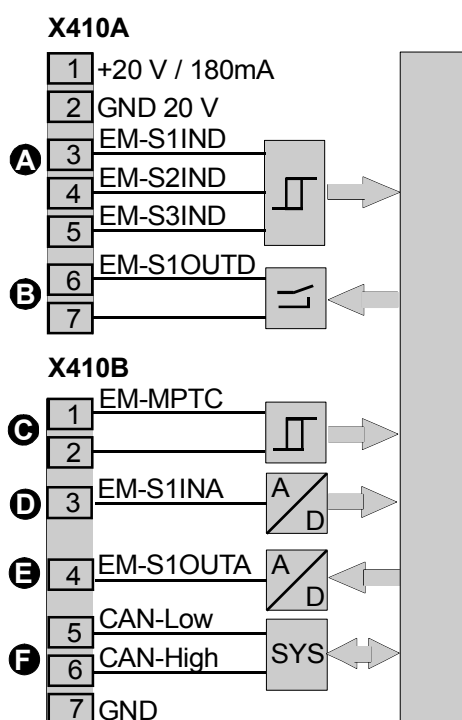 X410A
1 +20 V / 180mA
2 GND 20 V
A 3 EM-S1IND
4 EM-S2IND
5 EM-S3IND
B 6 EM-S1OUTD
7
X410B
C 1 EM-MPTC
2
D 3 EM-S1INA A D
E 4 EM-S1OUTA A D
F 5 CAN-Low SYS
6 CAN-High
7 GND